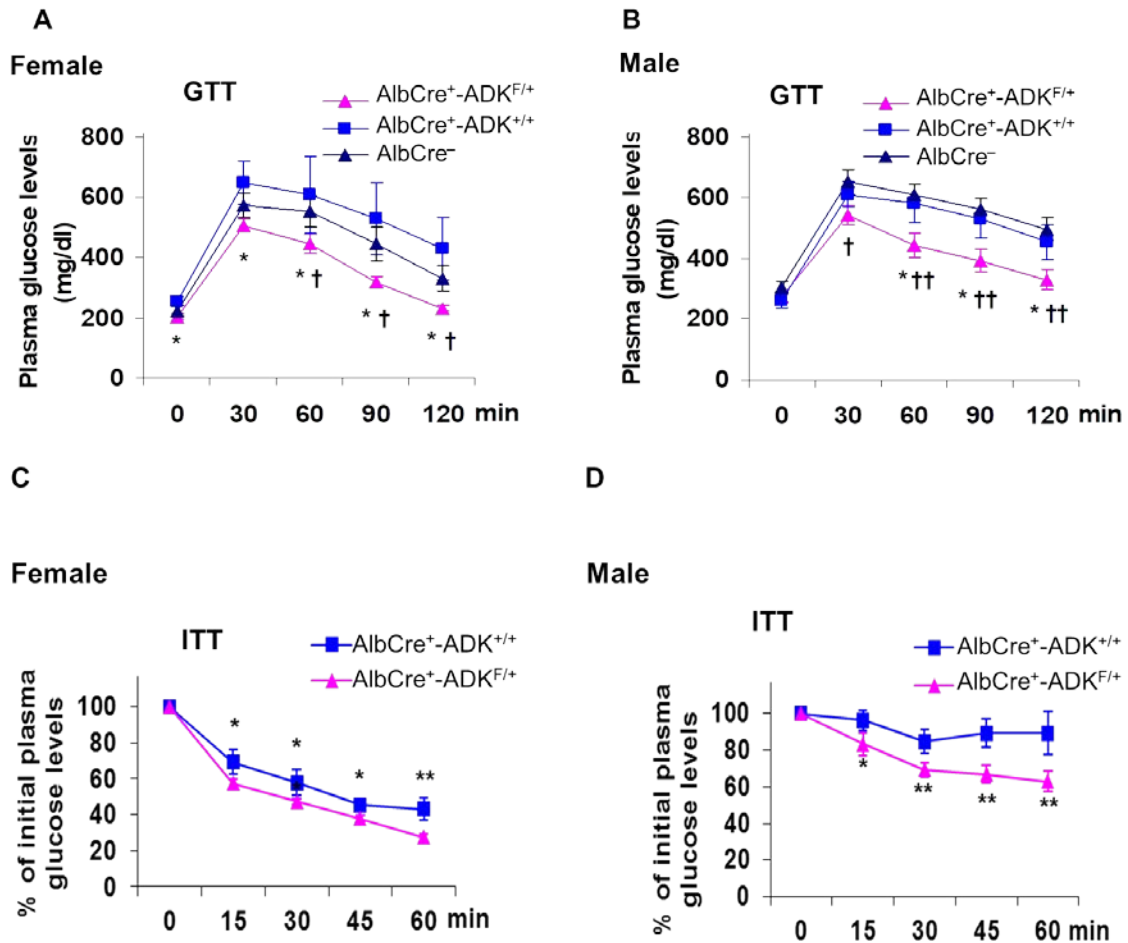 A
Female
GTT
AlbCre⁺-ADKF/+
AlbCre⁺-ADK+/+
AlbCre⁻
Plasma glucose levels
(mg/dl)
800
600
400
200
0
*
*
* †
* †
* †
0 30 60 90 120 min
B
Male
GTT
AlbCre⁺-ADKF/+
AlbCre⁺-ADK+/+
AlbCre⁻
Plasma glucose levels
(mg/dl)
800
600
400
200
0
†
* ††
* ††
* ††
0 30 60 90 120 min
C
Female
ITT
AlbCre⁺-ADK+/+
AlbCre⁺-ADKF/+
% of initial plasma
glucose levels
100
80
60
40
20
0
*
*
*
**
0 15 30 45 60 min
D
Male
ITT
AlbCre⁺-ADK+/+
AlbCre⁺-ADKF/+
% of initial plasma
glucose levels
100
80
60
40
20
0
*
**
**
**
0 15 30 45 60 min